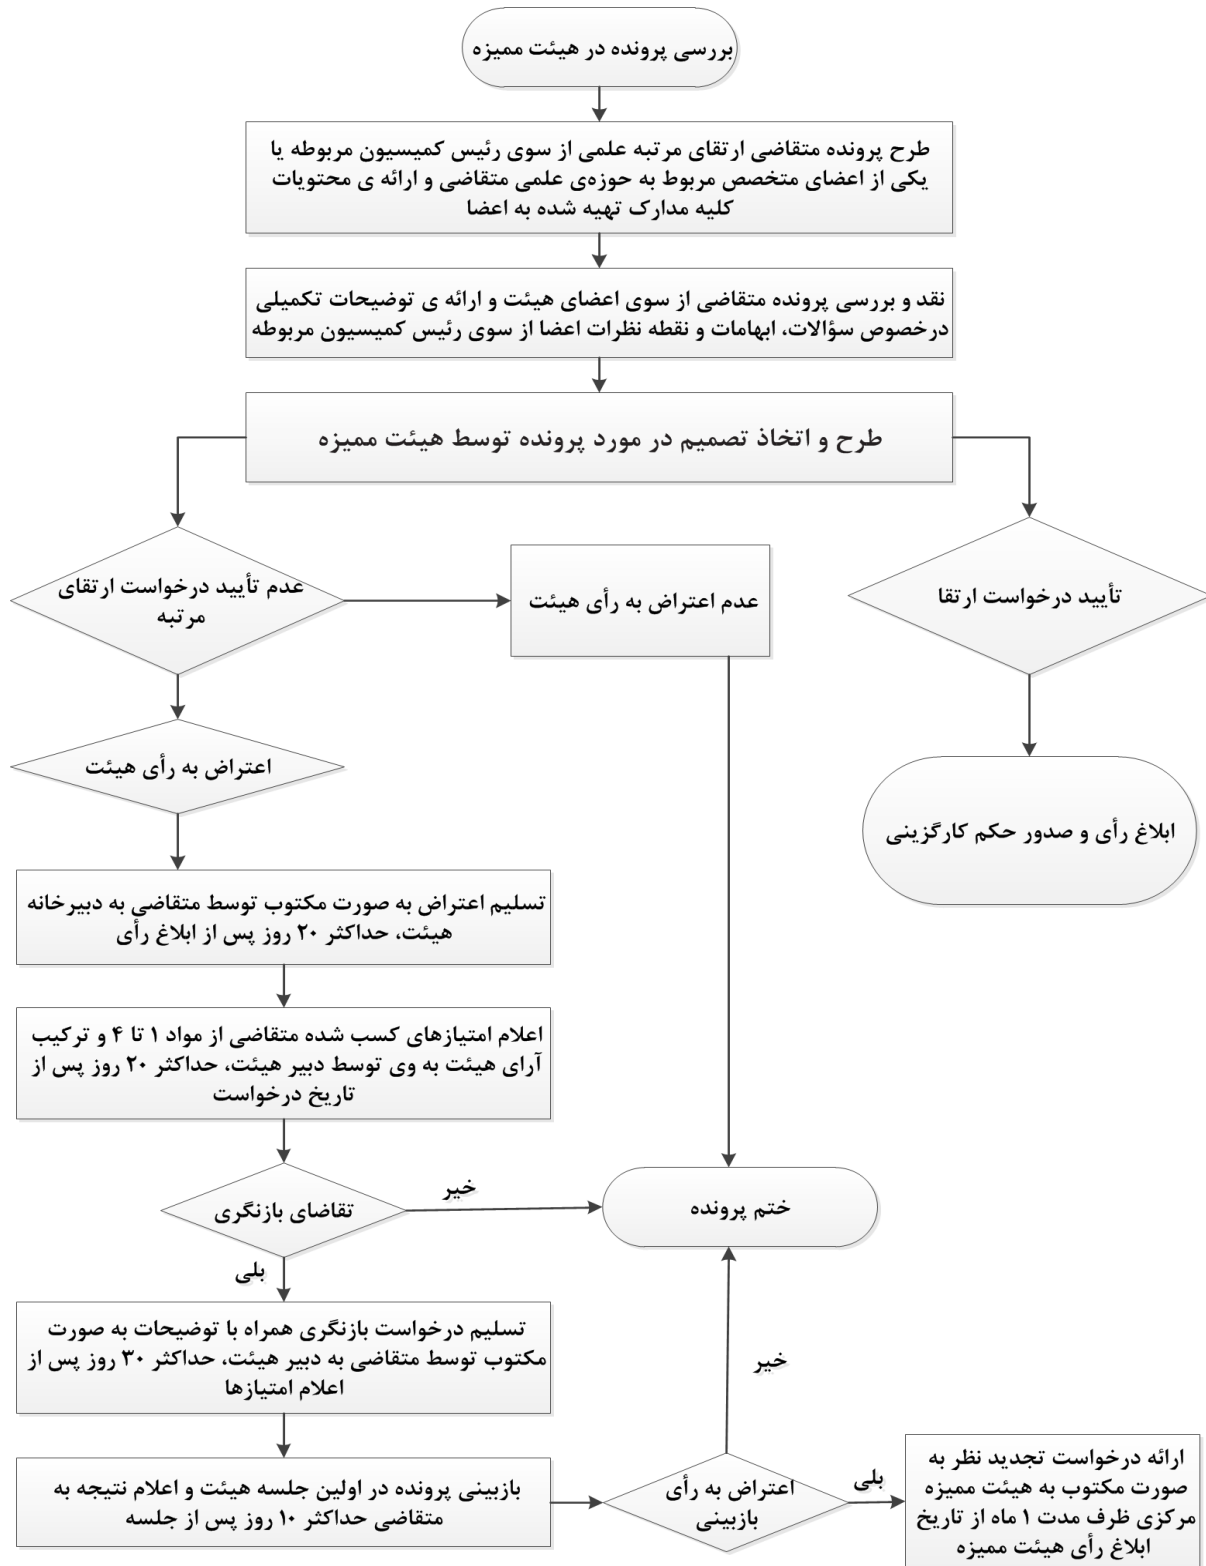 بررسی پرونده در هیئت ممیزه
طرح پرونده متقاضی ارتقای مرتبه علمی از سوی رئیس کمیسیون مربوطه یا
یکی از اعضای متخصص مربوط به حوزه‌ی علمی متقاضی و ارائه ی محتویات
کلیه مدارک تهیه شده به اعضا
نقد و بررسی پرونده متقاضی از سوی اعضای هیئت و ارائه ی توضیحات تکمیلی
درخصوص سؤالات، ابهامات و نقطه نظرات اعضا از سوی رئیس کمیسیون مربوطه
طرح و اتخاذ تصمیم در مورد پرونده توسط هیئت ممیزه
تأیید درخواست ارتقا
عدم اعتراض به رأی هیئت
عدم تأیید درخواست ارتقای
مرتبه
اعتراض به رأی هیئت
ابلاغ رأی و صدور حکم کارگزینی
تسلیم اعتراض به صورت مکتوب توسط متقاضی به دبیرخانه
هیئت، حداکثر ۲۰ روز پس از ابلاغ رأی
اعلام امتیازهای کسب شده متقاضی از مواد ۱ تا ۴ و ترکیب
آرای هیئت به وی توسط دبیر هیئت، حداکثر ۲۰ روز پس از
تاریخ درخواست
تقاضای بازنگری
خیر
ختم پرونده
بلی
تسلیم درخواست بازنگری همراه با توضیحات به صورت
مکتوب توسط متقاضی به دبیر هیئت، حداکثر ۳۰ روز پس از
اعلام امتیازها
خیر
بازبینی پرونده در اولین جلسه هیئت و اعلام نتیجه به
متقاضی حداکثر ۱۰ روز پس از جلسه
اعتراض به رأی
بازبینی
بلی
ارائه درخواست تجدید نظر به
صورت مکتوب به هیئت ممیزه
مرکزی ظرف مدت ۱ ماه از تاریخ
ابلاغ رأی هیئت ممیزه